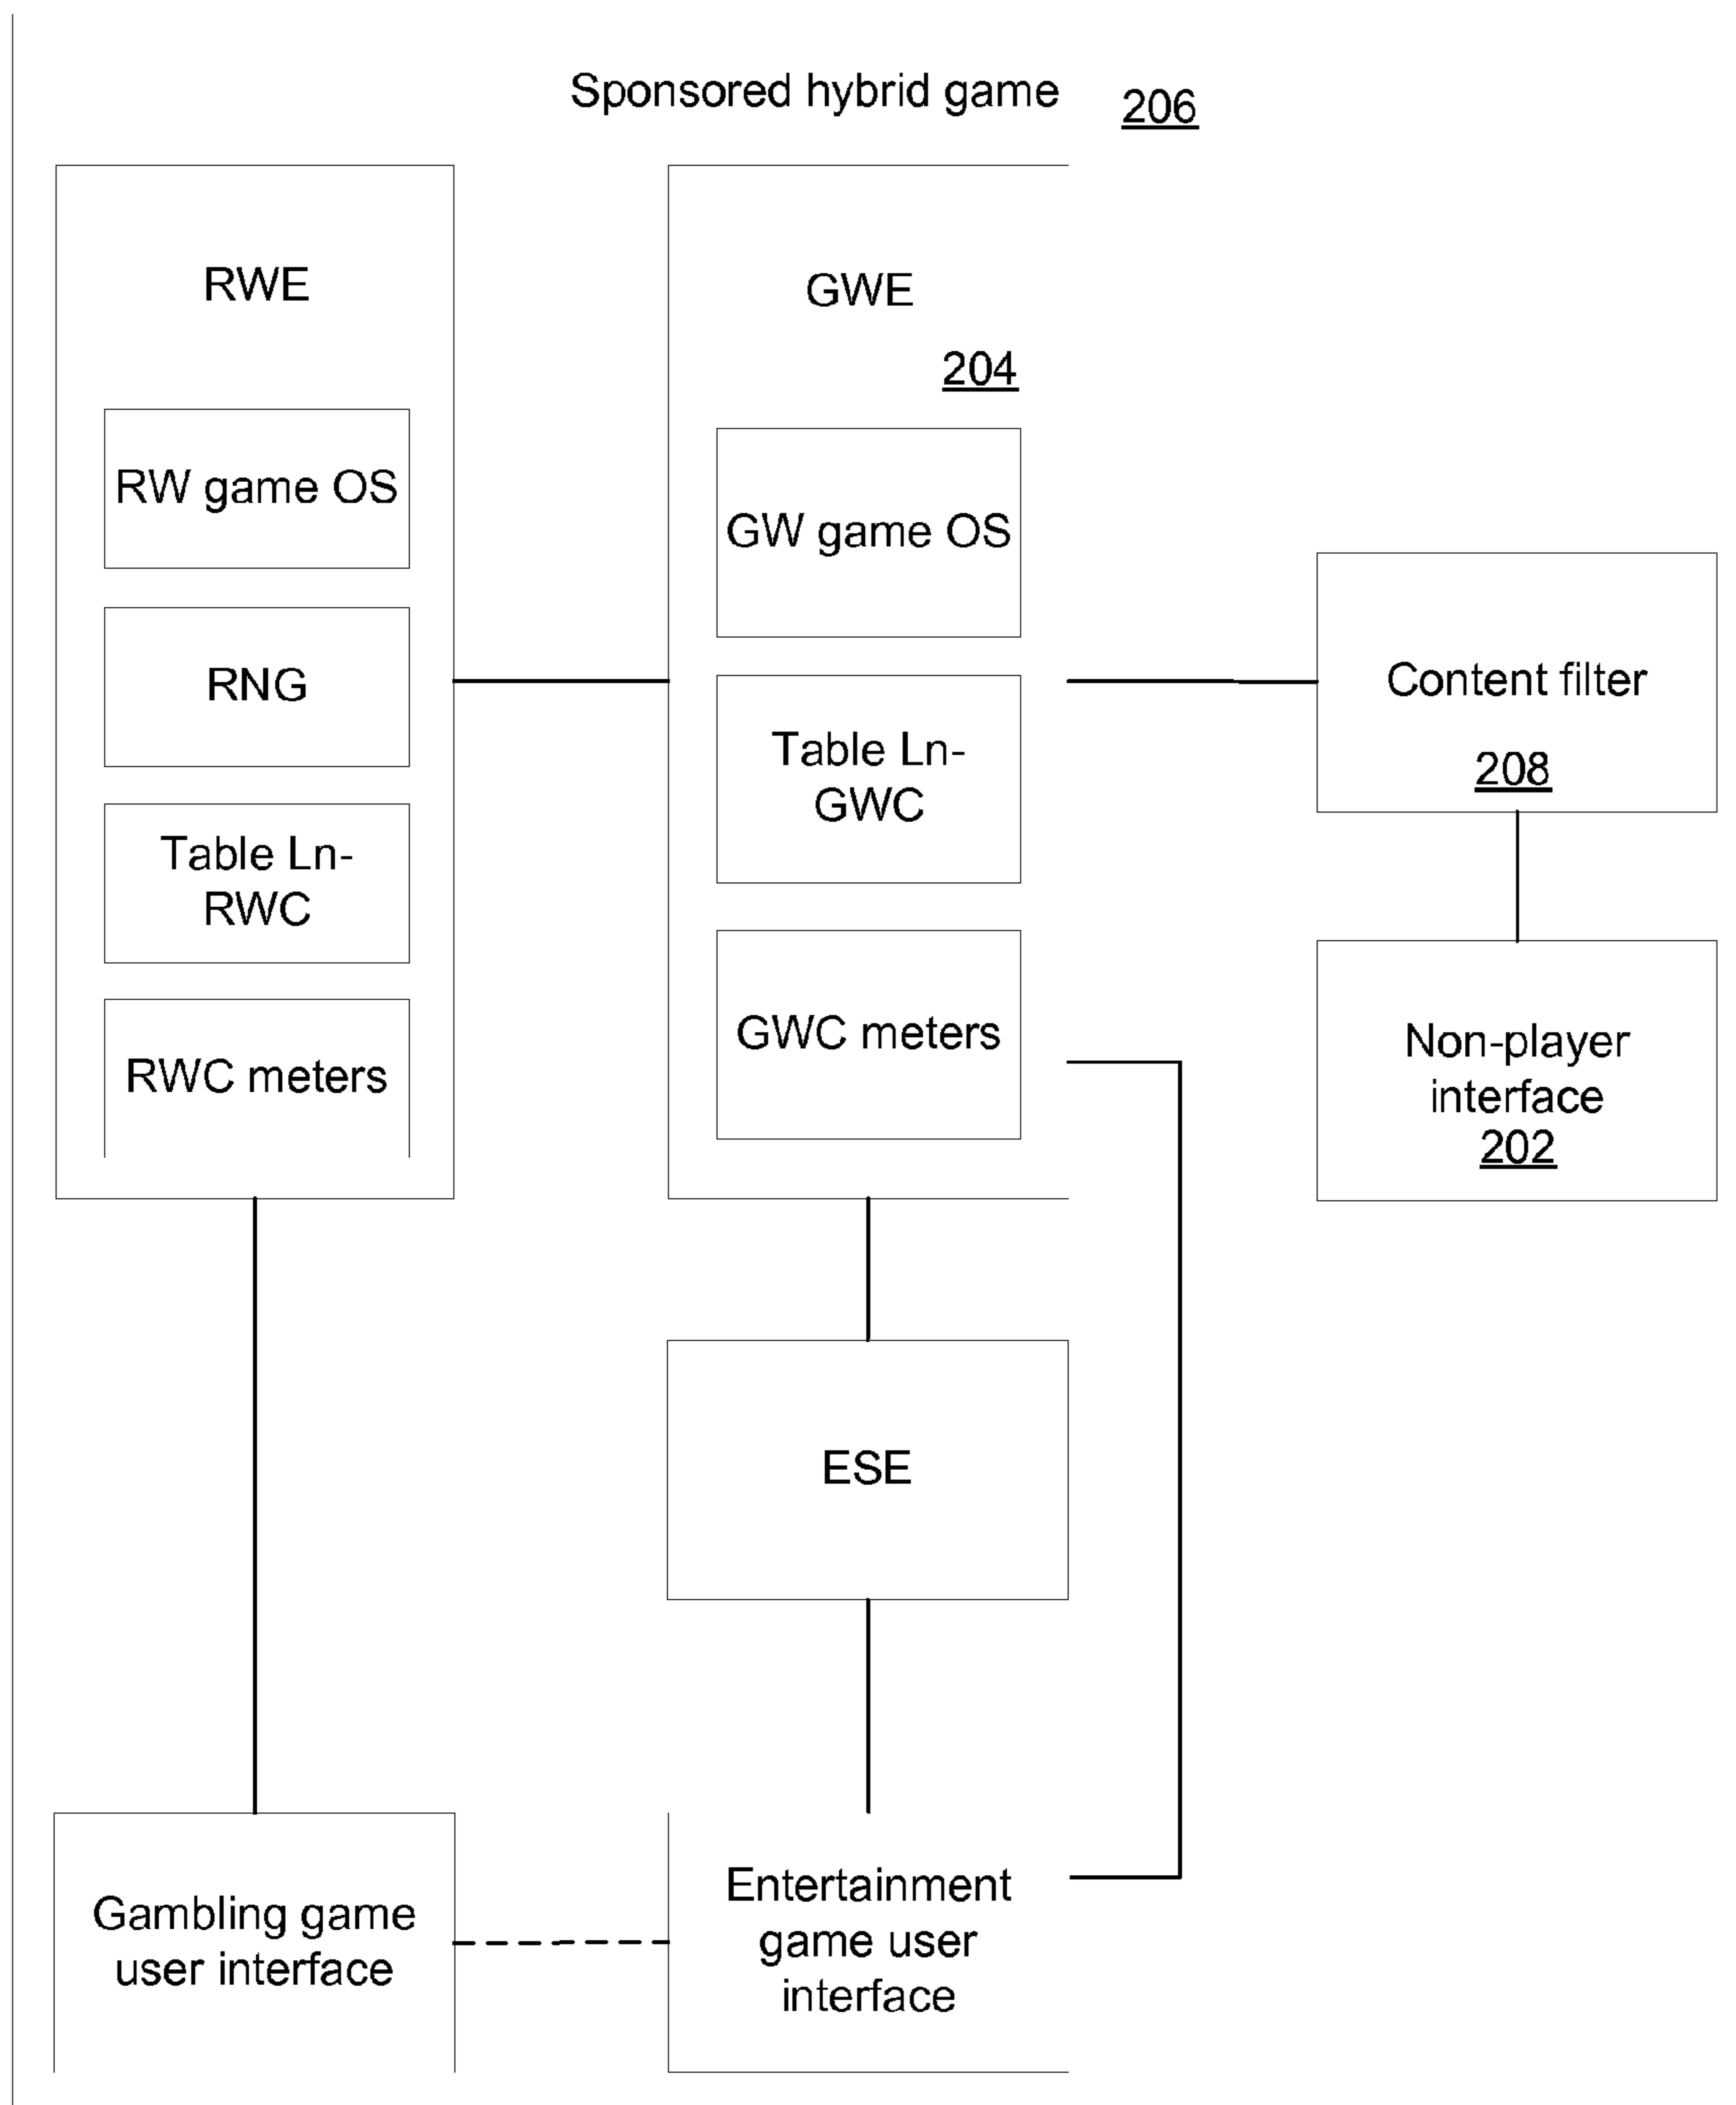 Sponsored hybrid game 206
RWE
RW game OS
RNG
Table Ln-
RWC
RWC meters
GWE
204
GW game OS
Table Ln-
GWC
GWC meters
Content filter
208
Non-player
interface
202
ESE
Gambling game
user interface
Entertainment
game user
interface